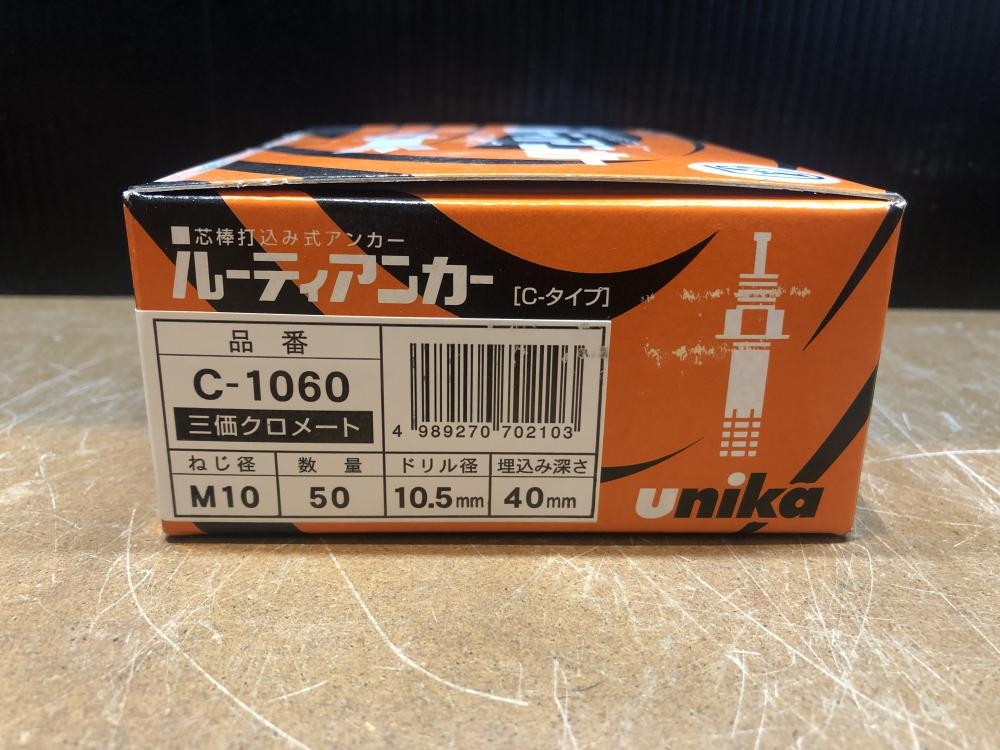 ■芯棒打込み式アンカー
ルーティアンカー [C-タイプ]
品番
C-1060
三価クロメート
4 989270 702103
ねじ径 数量 ドリル径 埋込み深さ
M10 50 10.5mm 40mm
unika